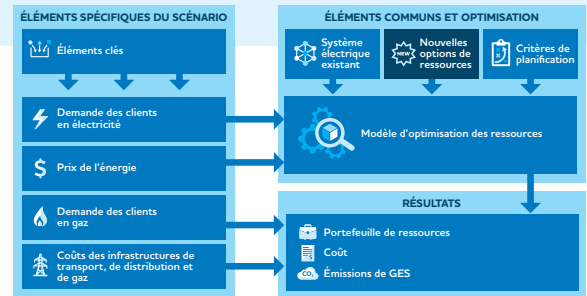 ÉLÉMENTS SPÉCIFIQUES DU SCÉNARIO
Éléments clés
Demande des clients
en électricité
$
Prix de l'énergie
Demande des clients
en gaz
Coûts des infrastructures de
transport, de distribution et
de gaz
ÉLÉMENTS COMMUNS ET OPTIMISATION
Système
électrique
existant
NEW
Nouvelles
options de
ressources
Critères de
planification
Modèle d'optimisation des ressources
RÉSULTATS
Portefeuille de ressources
Coût
CO₂
Émissions de GES